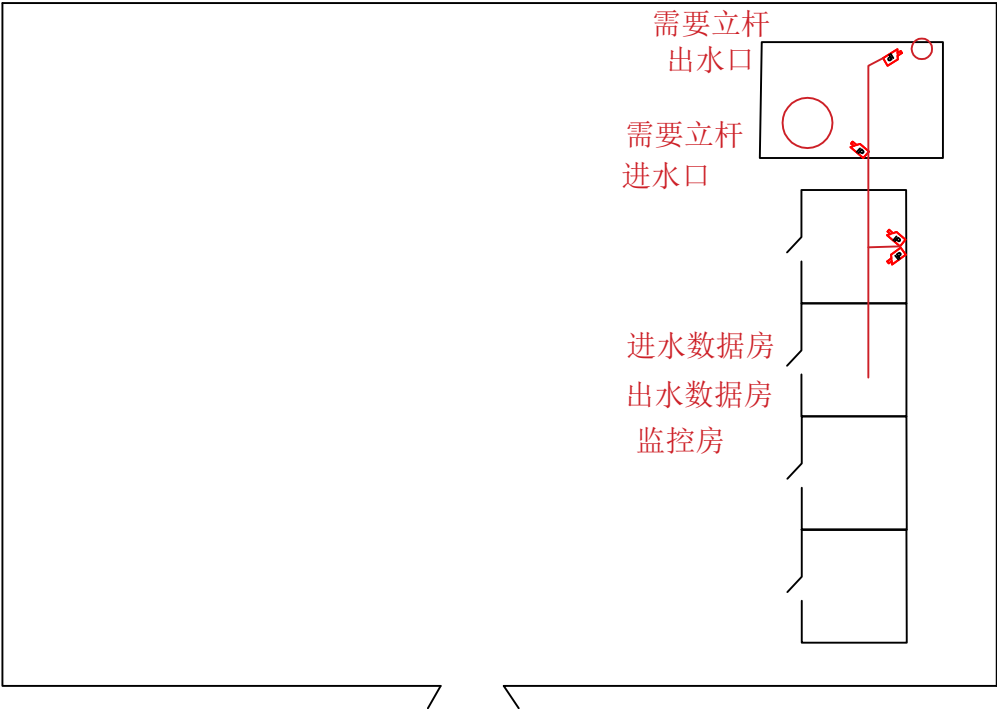 需要立杆
出水口
需要立杆
进水口
进水数据房
出水数据房
监控房